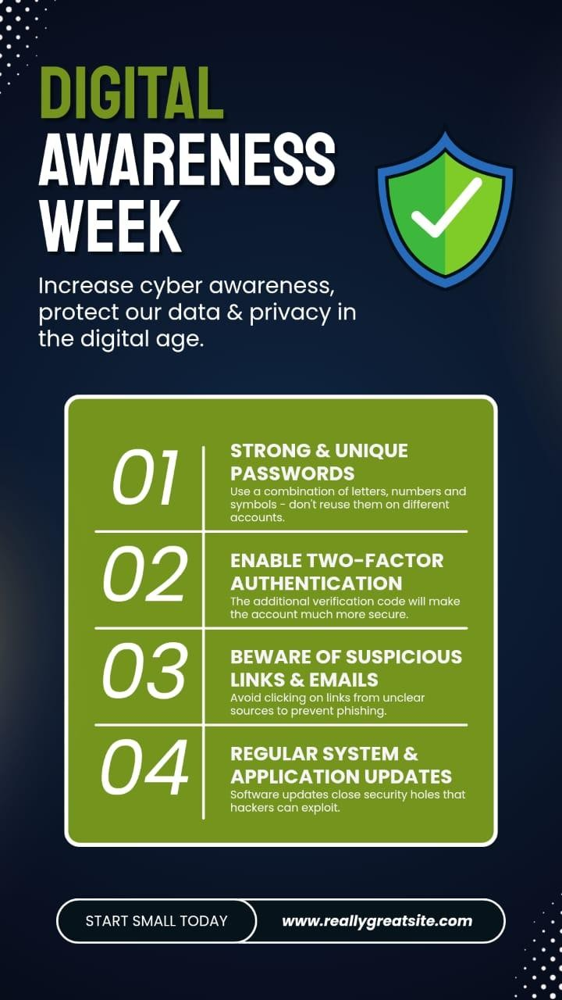 DIGITAL
AWARENESS
WEEK
Increase cyber awareness,
protect our data & privacy in
the digital age.
01
STRONG & UNIQUE
PASSWORDS
Use a combination of letters, numbers and
symbols - don't reuse them on different
accounts.
02
ENABLE TWO-FACTOR
AUTHENTICATION
The additional verification code will make
the account much more secure.
03
BEWARE OF SUSPICIOUS
LINKS & EMAILS
Avoid clicking on links from unclear
sources to prevent phishing.
04
REGULAR SYSTEM &
APPLICATION UPDATES
Software updates close security holes that
hackers can exploit.
START SMALL TODAY
www.reallygreatsite.com